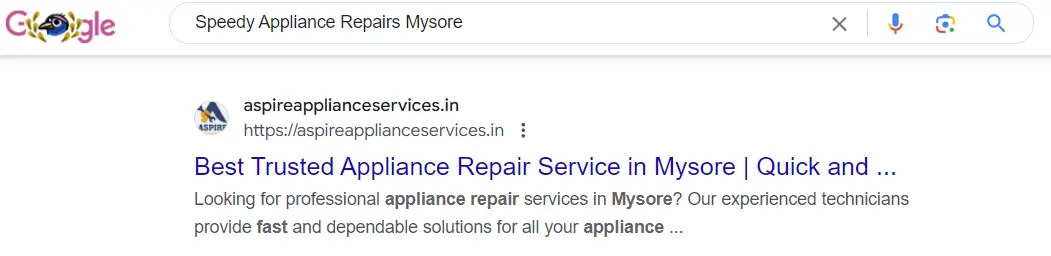 Google
Speedy Appliance Repairs Mysore
ASPIRE
aspireapplianceservices.in
https://aspireapplianceservices.in
Best Trusted Appliance Repair Service in Mysore | Quick and ...
Looking for professional appliance repair services in Mysore? Our experienced technicians
provide fast and dependable solutions for all your appliance ...